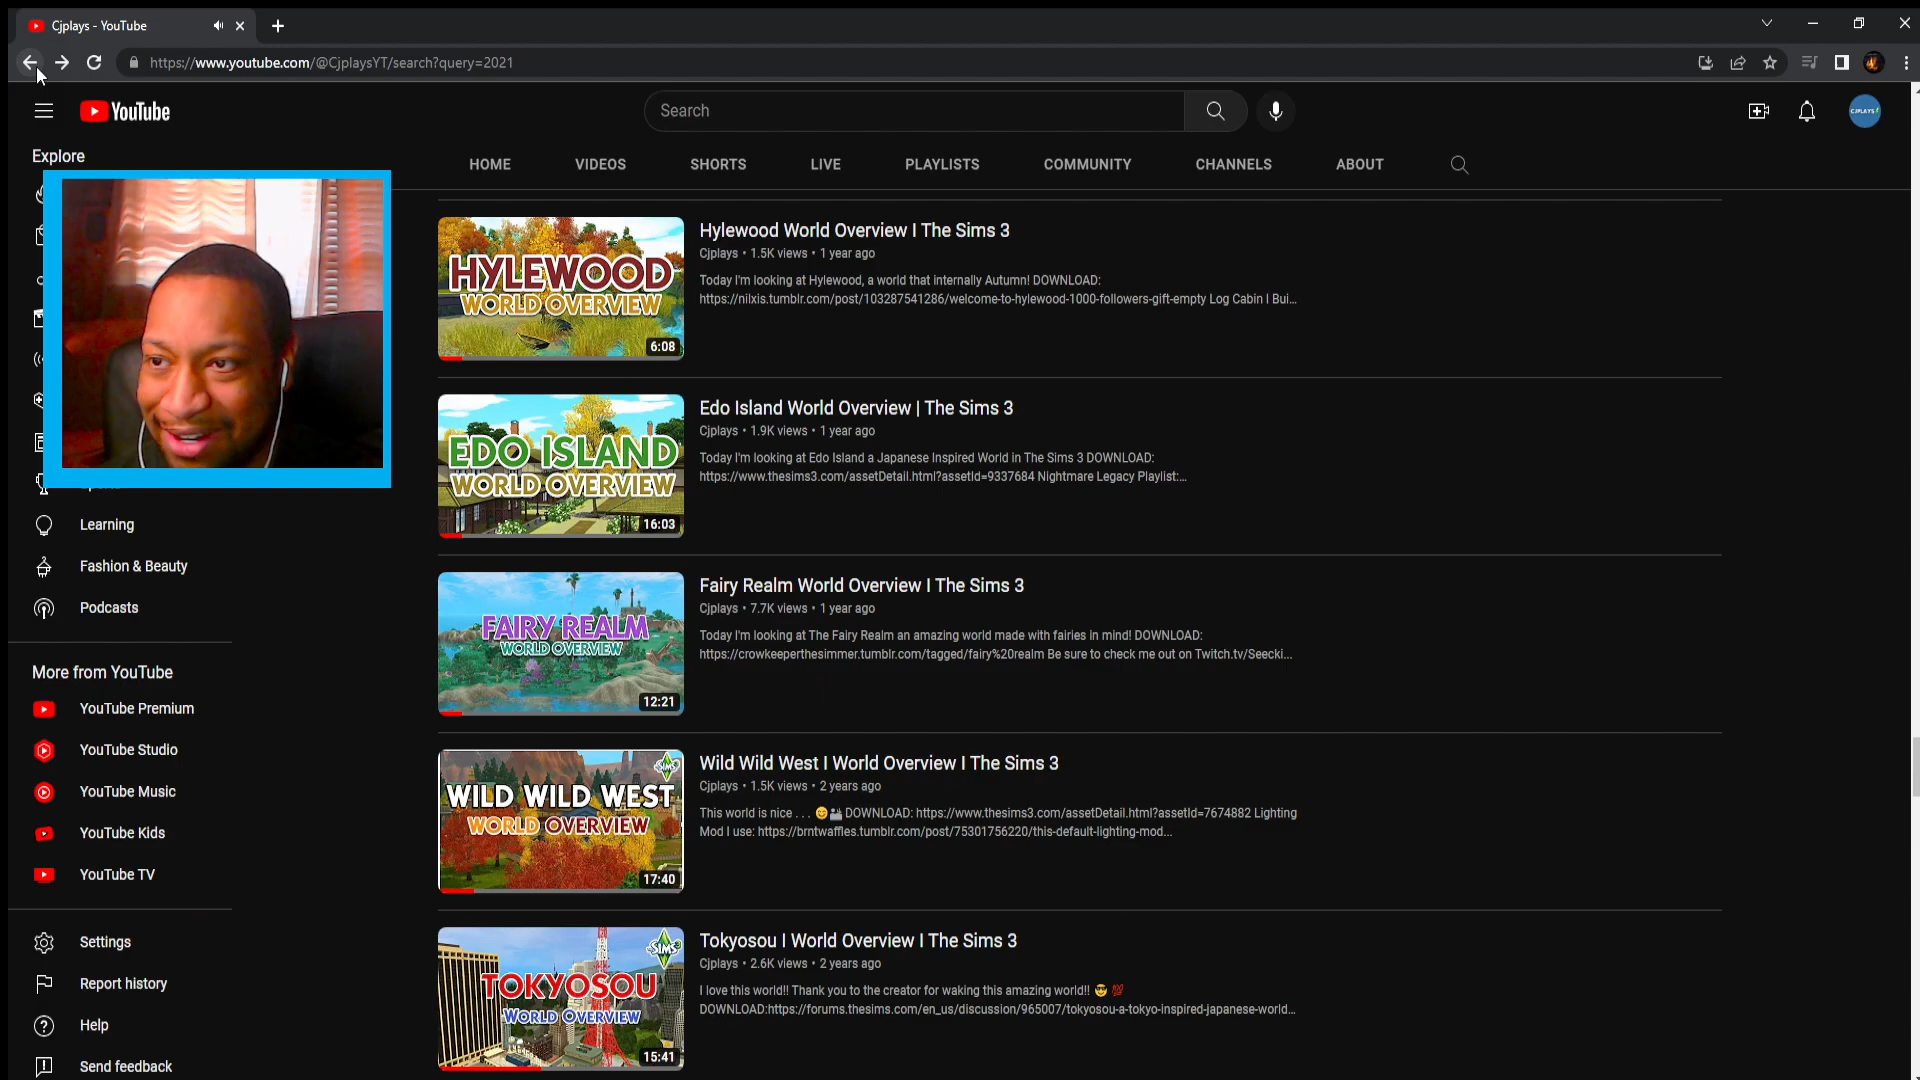 Cjplays - YouTube
https://www.youtube.com/@CjplaysYT/search?query=2021
YouTube
Search
CJPLAYS
Explore
HOME
VIDEOS
SHORTS
LIVE
PLAYLISTS
COMMUNITY
CHANNELS
ABOUT
HYLEWOOD
WORLD OVERVIEW
6:08
Hylewood World Overview I The Sims 3
Cjplays • 1.5K views • 1 year ago
Today I'm looking at Hylewood, a world that internally Autumn! DOWNLOAD:
https://nilxis.tumblr.com/post/103287541286/welcome-to-hylewood-1000-followers-gift-empty Log Cabin I Bui...
EDO ISLAND
WORLD OVERVIEW
16:03
Edo Island World Overview | The Sims 3
Cjplays • 1.9K views • 1 year ago
Today I'm looking at Edo Island a Japanese Inspired World in The Sims 3 DOWNLOAD:
https://www.thesims3.com/assetDetail.html?assetId=9337684 Nightmare Legacy Playlist:...
FAIRY REALM
WORLD OVERVIEW
12:21
Fairy Realm World Overview I The Sims 3
Cjplays • 7.7K views • 1 year ago
Today I'm looking at The Fairy Realm an amazing world made with fairies in mind! DOWNLOAD:
https://crowkeeperthesimmer.tumblr.com/tagged/fairy%20realm Be sure to check me out on Twitch.tv/Seecki...
SIMS
WILD WILD WEST
WORLD OVERVIEW
17:40
Wild Wild West I World Overview I The Sims 3
Cjplays • 1.5K views • 2 years ago
This world is nice . . . 😊🏜 DOWNLOAD: https://www.thesims3.com/assetDetail.html?assetId=7674882 Lighting
Mod I use: https://brntwaffles.tumblr.com/post/75301756220/this-default-lighting-mod...
SIMS
TOKYOSOU
WORLD OVERVIEW
15:41
Tokyosou I World Overview I The Sims 3
Cjplays • 2.6K views • 2 years ago
I love this world!! Thank you to the creator for waking this amazing world!! 😎 💯
DOWNLOAD:https://forums.thesims.com/en_us/discussion/965007/tokyosou-a-tokyo-inspired-japanese-world...
Learning
Fashion & Beauty
Podcasts
More from YouTube
YouTube Premium
YouTube Studio
YouTube Music
YouTube Kids
YouTube TV
Settings
Report history
Help
Send feedback